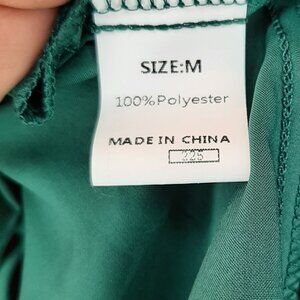 SIZE:M
100%Polyester
MADE IN CHINA
225